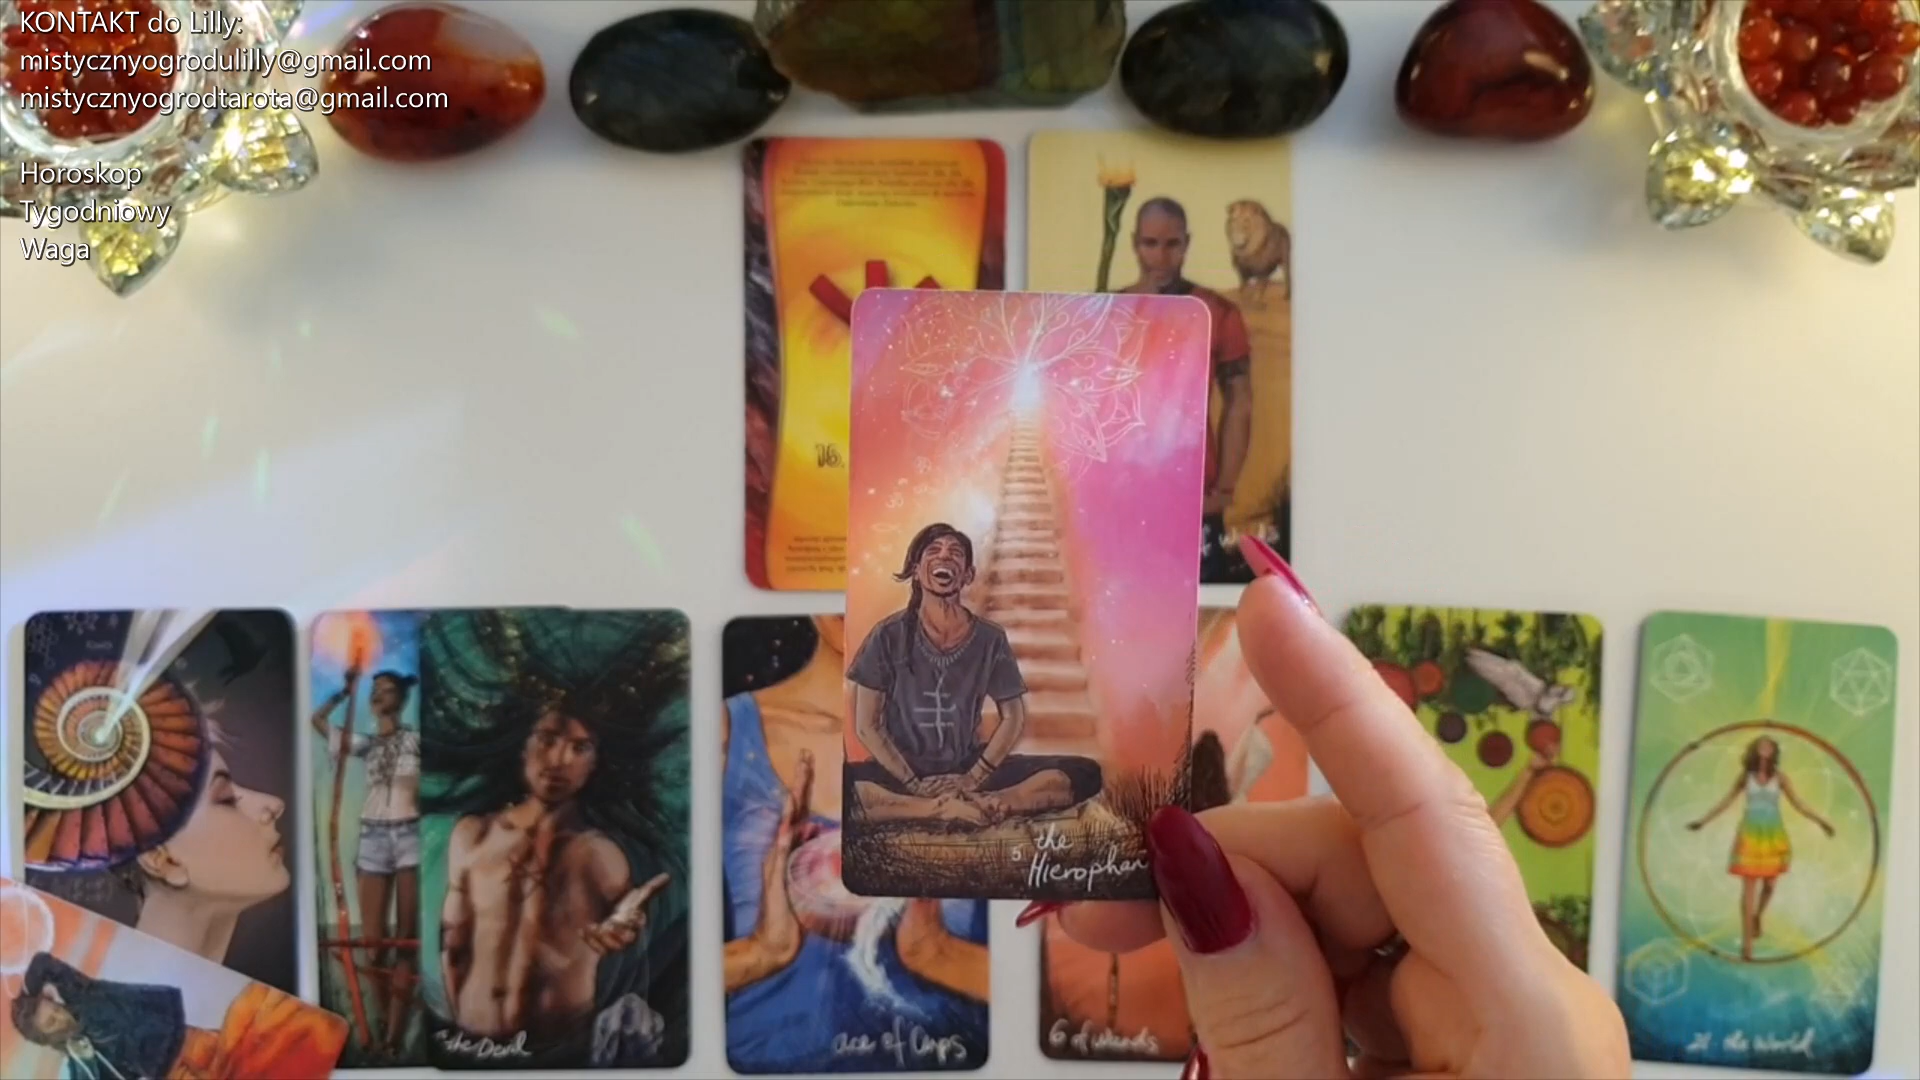 KONTAKT do Lilly:
mistycznyogrodulilly@gmail.com
mistycznyogrodtarota@gmail.com
Horoskop
Tygodniowy
Waga
16.
5 the
Hierophan
the Devil
ace of Cups
6 of wands
21 the World